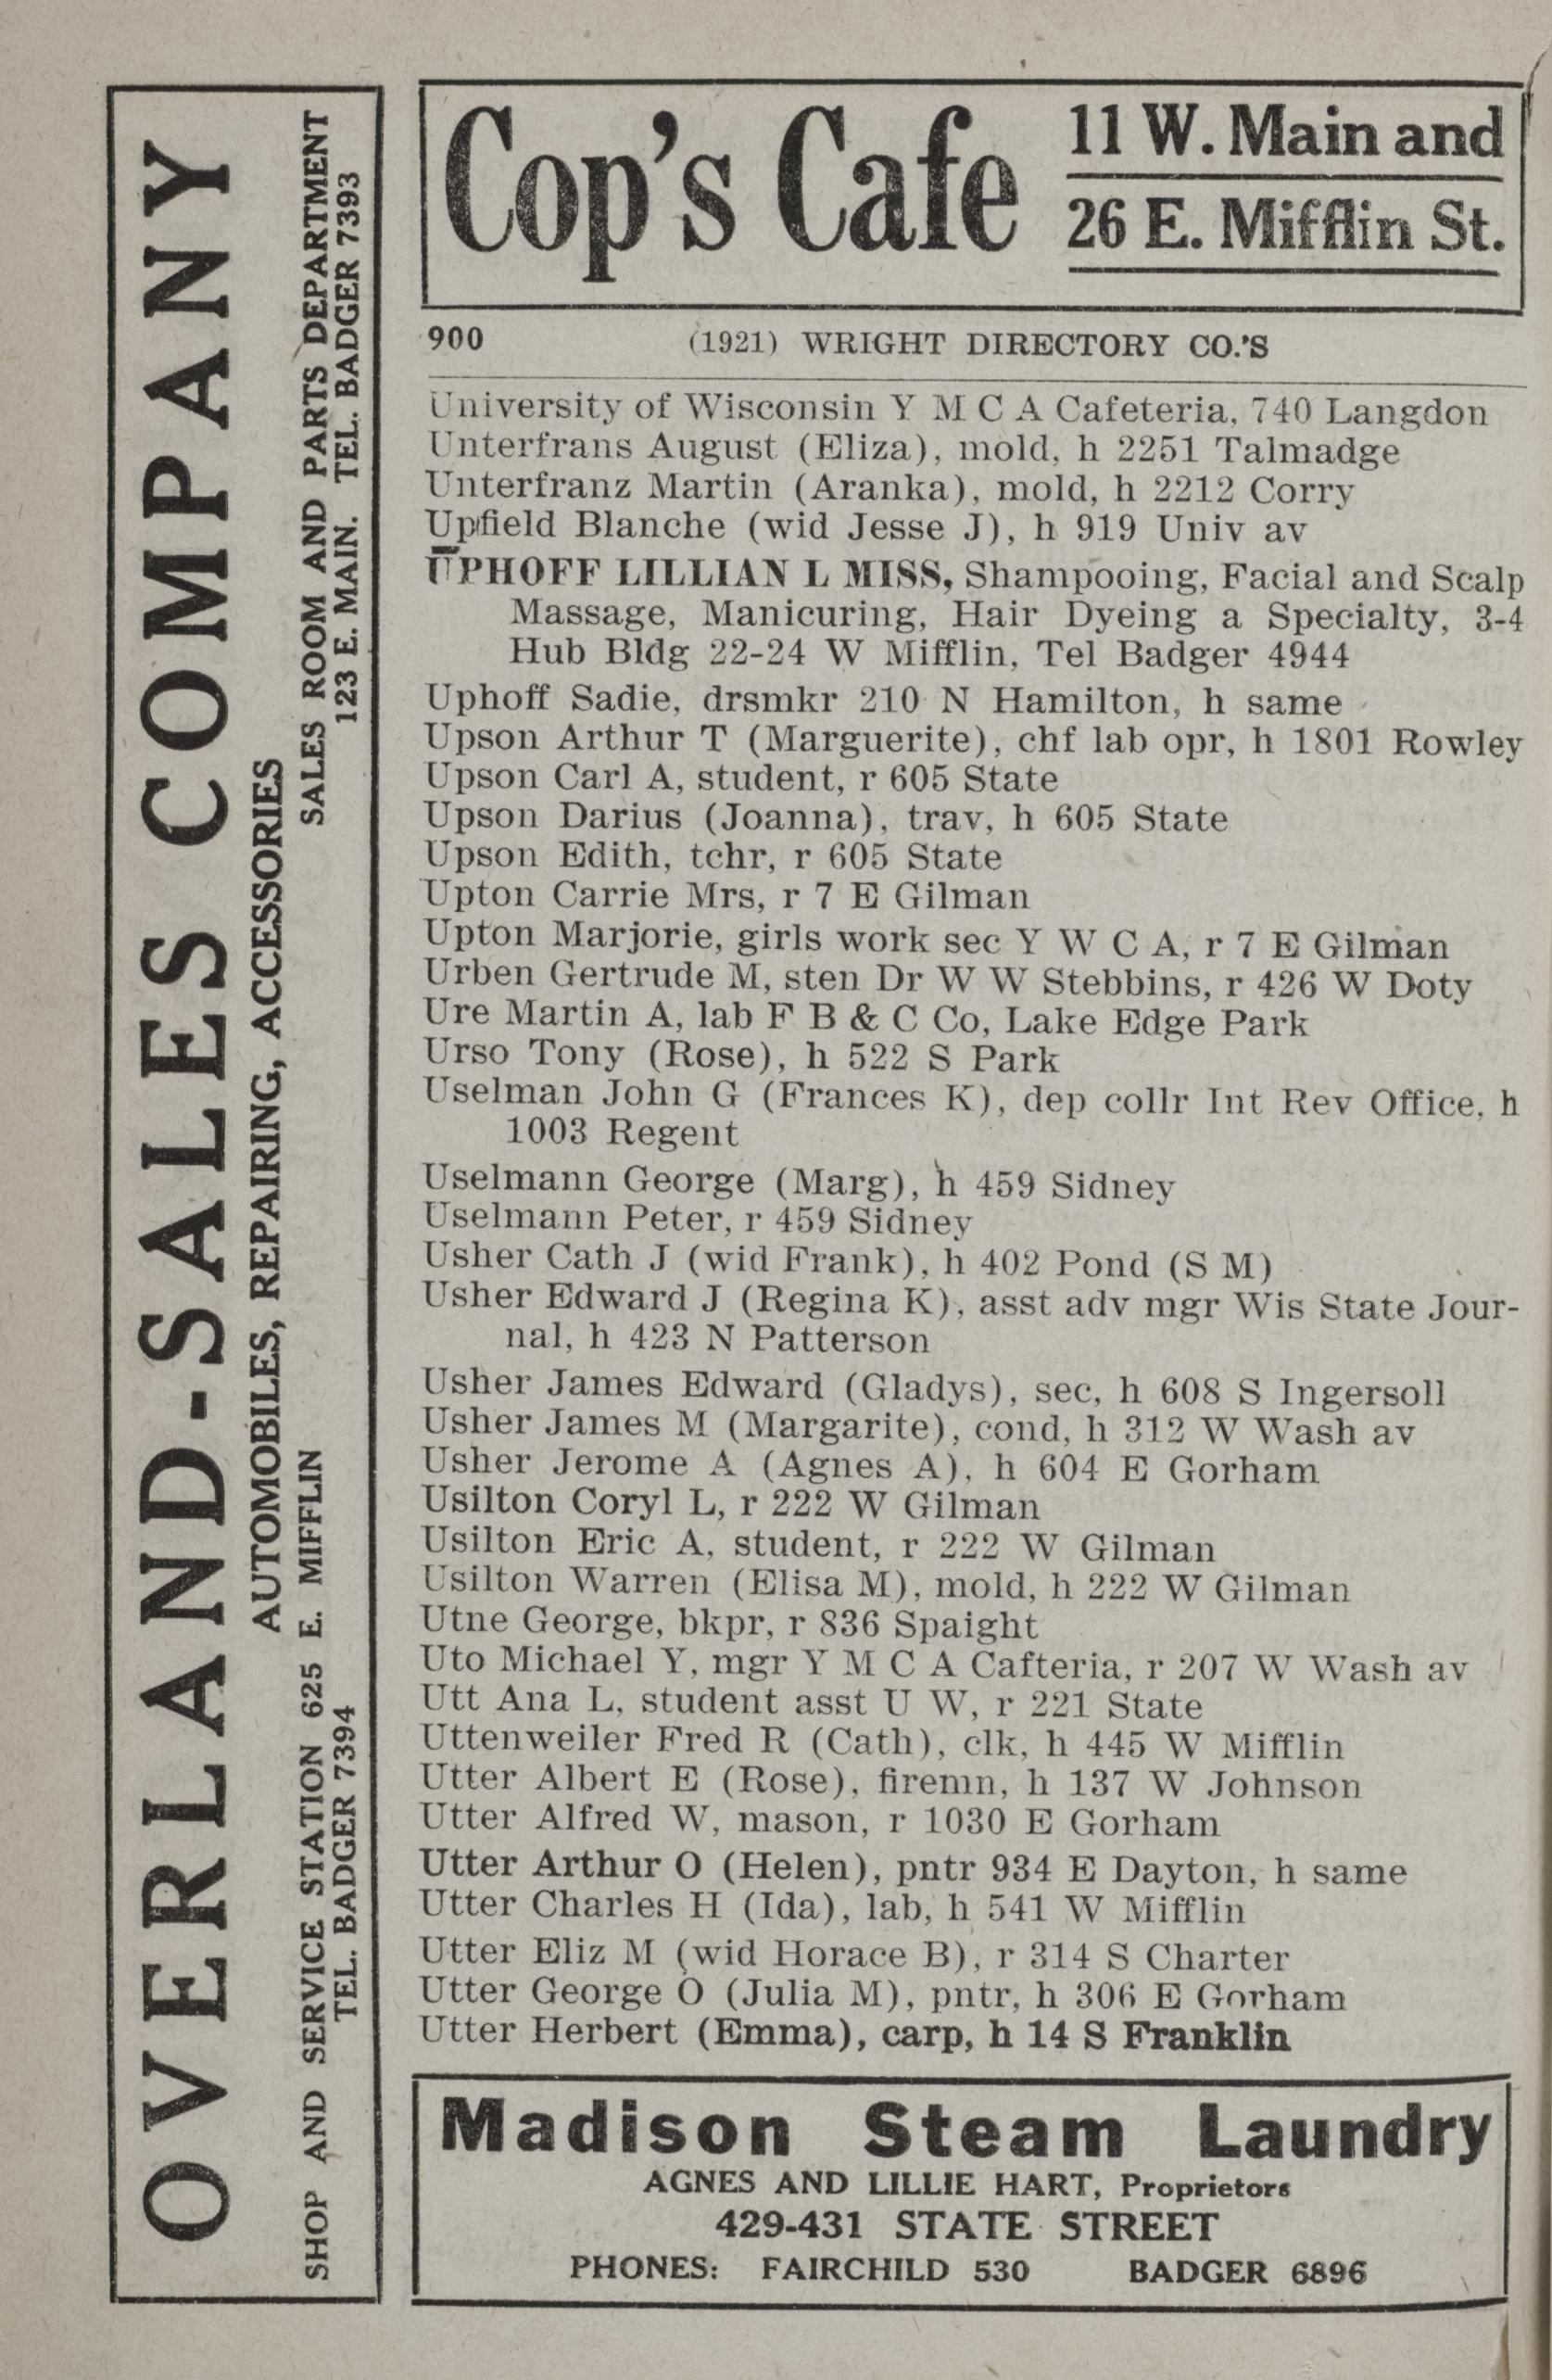 OVERLAND-SALES COMPANY
AUTOMOBILES, REPAIRING, ACCESSORIES
SHOP AND SERVICE STATION 625 E. MIFFLIN
TEL. BADGER 7394
SALES ROOM AND PARTS DEPARTMENT
123 E. MAIN. TEL. BADGER 7393
Cop's Cafe
11 W. Main and
26 E. Mifflin St.
900 (1921) WRIGHT DIRECTORY CO.'S
University of Wisconsin Y M C A Cafeteria, 740 Langdon
Unterfrans August (Eliza), mold, h 2251 Talmadge
Unterfranz Martin (Aranka), mold, h 2212 Corry
Upfield Blanche (wid Jesse J), h 919 Univ av
UPHOFF LILLIAN L MISS, Shampooing, Facial and Scalp
Massage, Manicuring, Hair Dyeing a Specialty, 3-4
Hub Bldg 22-24 W Mifflin, Tel Badger 4944
Uphoff Sadie, drsmkr 210 N Hamilton, h same
Upson Arthur T (Marguerite), chf lab opr, h 1801 Rowley
Upson Carl A, student, r 605 State
Upson Darius (Joanna), trav, h 605 State
Upson Edith, tchr, r 605 State
Upton Carrie Mrs, r 7 E Gilman
Upton Marjorie, girls work sec Y W C A, r 7 E Gilman
Urben Gertrude M, sten Dr W W Stebbins, r 426 W Doty
Ure Martin A, lab F B & C Co, Lake Edge Park
Urso Tony (Rose), h 522 S Park
Uselman John G (Frances K), dep collr Int Rev Office, h
1003 Regent
Uselmann George (Marg), h 459 Sidney
Uselmann Peter, r 459 Sidney
Usher Cath J (wid Frank), h 402 Pond (S M)
Usher Edward J (Regina K), asst adv mgr Wis State Jour-
nal, h 423 N Patterson
Usher James Edward (Gladys), sec, h 608 S Ingersoll
Usher James M (Margarite), cond, h 312 W Wash av
Usher Jerome A (Agnes A), h 604 E Gorham
Usilton Coryl L, r 222 W Gilman
Usilton Eric A, student, r 222 W Gilman
Usilton Warren (Elisa M), mold, h 222 W Gilman
Utne George, bkpr, r 836 Spaight
Uto Michael Y, mgr Y M C A Cafteria, r 207 W Wash av
Utt Ana L, student asst U W, r 221 State
Uttenweiler Fred R (Cath), clk, h 445 W Mifflin
Utter Albert E (Rose), firemn, h 137 W Johnson
Utter Alfred W, mason, r 1030 E Gorham
Utter Arthur O (Helen), pntr 934 E Dayton, h same
Utter Charles H (Ida), lab, h 541 W Mifflin
Utter Eliz M (wid Horace B), r 314 S Charter
Utter George O (Julia M), pntr, h 306 E Gorham
Utter Herbert (Emma), carp, h 14 S Franklin
Madison Steam Laundry
AGNES AND LILLIE HART, Proprietors
429-431 STATE STREET
PHONES: FAIRCHILD 530 BADGER 6896